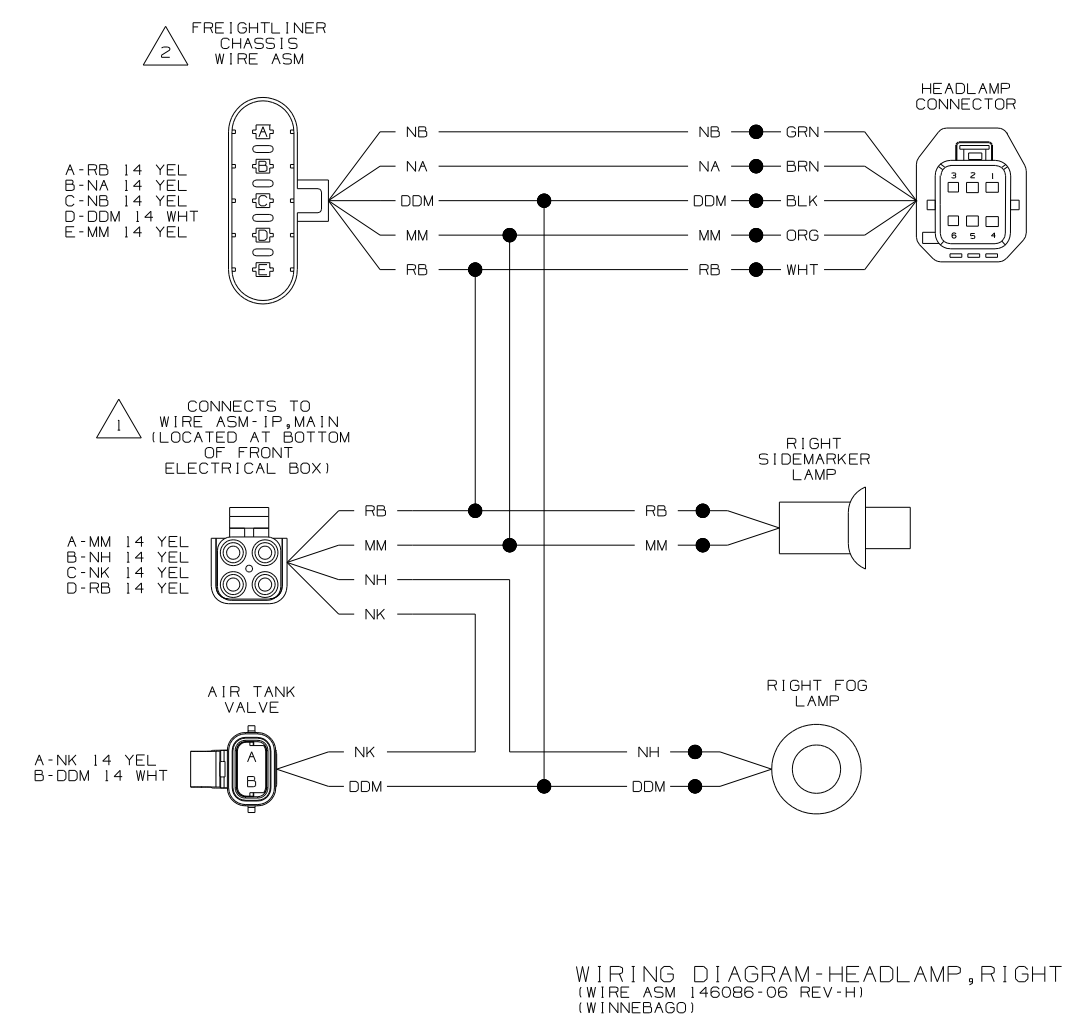 2
FREIGHTLINER
CHASSIS
WIRE ASM
HEADLAMP
CONNECTOR
A-RB 14 YEL
B-NA 14 YEL
C-NB 14 YEL
D-DDM 14 WHT
E-MM 14 YEL
A
B
C
D
E
NB NB GRN
NA NA BRN
DDM DDM BLK
MM MM ORG
RB RB WHT
3 2 1
6 5 4
1
CONNECTS TO
WIRE ASM-IP,MAIN
(LOCATED AT BOTTOM
OF FRONT
ELECTRICAL BOX)
RIGHT
SIDEMARKER
LAMP
A-MM 14 YEL
B-NH 14 YEL
C-NK 14 YEL
D-RB 14 YEL
RB RB
MM MM
NH
NK
AIR TANK
VALVE
RIGHT FOG
LAMP
A-NK 14 YEL
B-DDM 14 WHT
A
B
NK NH
DDM DDM
WIRING DIAGRAM-HEADLAMP,RIGHT
(WIRE ASM 146086-06 REV-H)
(WINNEBAGO)